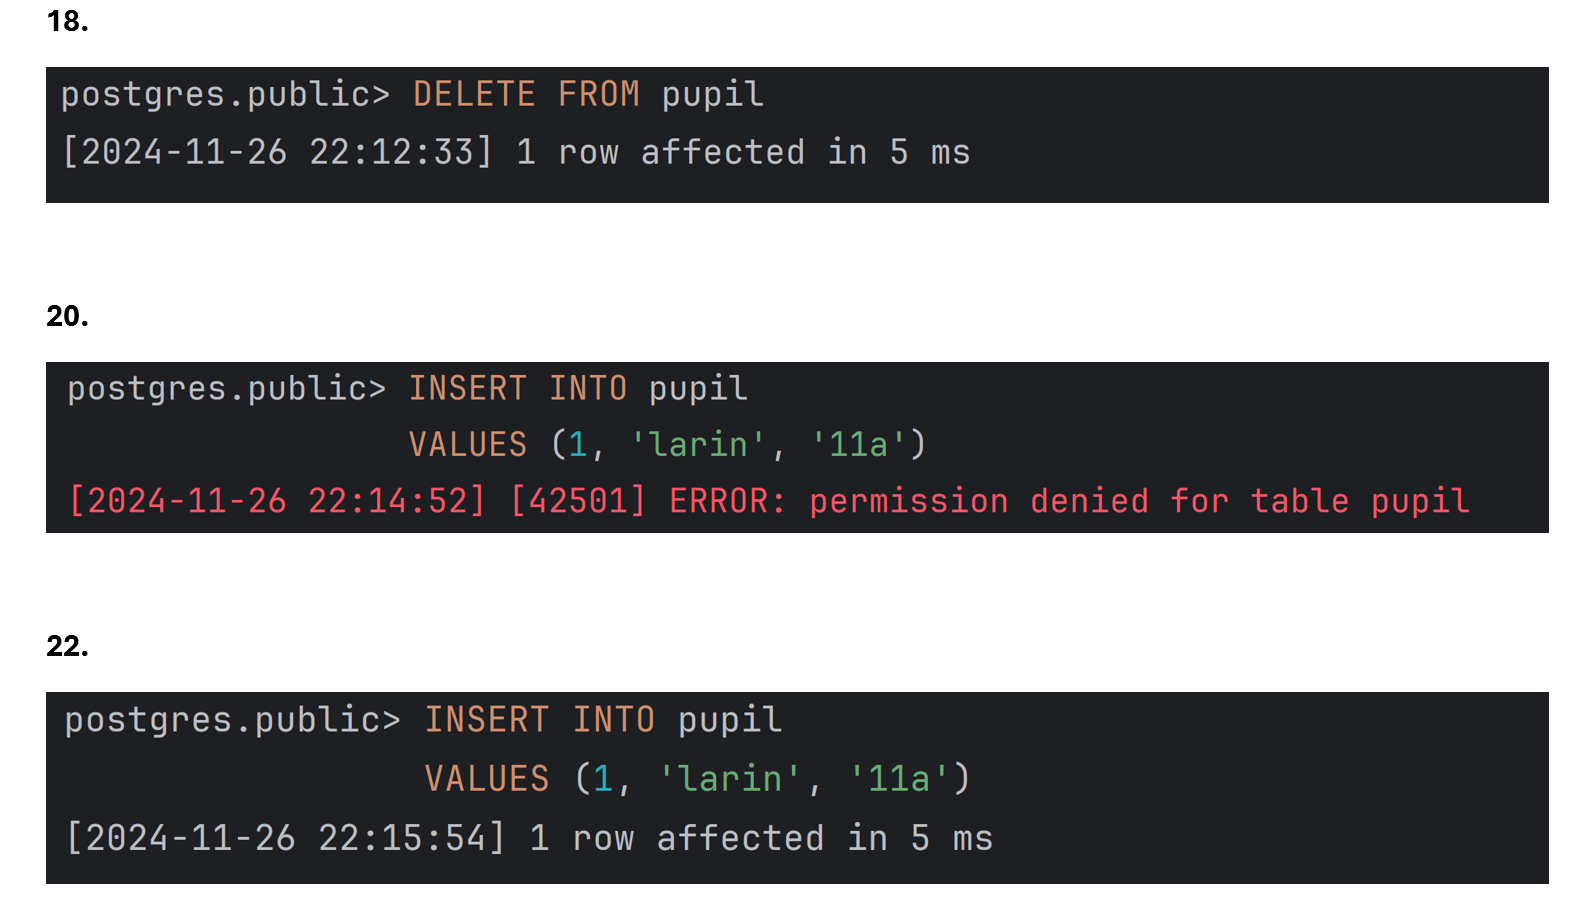 18.
postgres.public> DELETE FROM pupil
[2024-11-26 22:12:33] 1 row affected in 5 ms
20.
postgres.public> INSERT INTO pupil
VALUES (1, 'larin', '11a')
[2024-11-26 22:14:52] [42501] ERROR: permission denied for table pupil
22.
postgres.public> INSERT INTO pupil
VALUES (1, 'larin', '11a')
[2024-11-26 22:15:54] 1 row affected in 5 ms